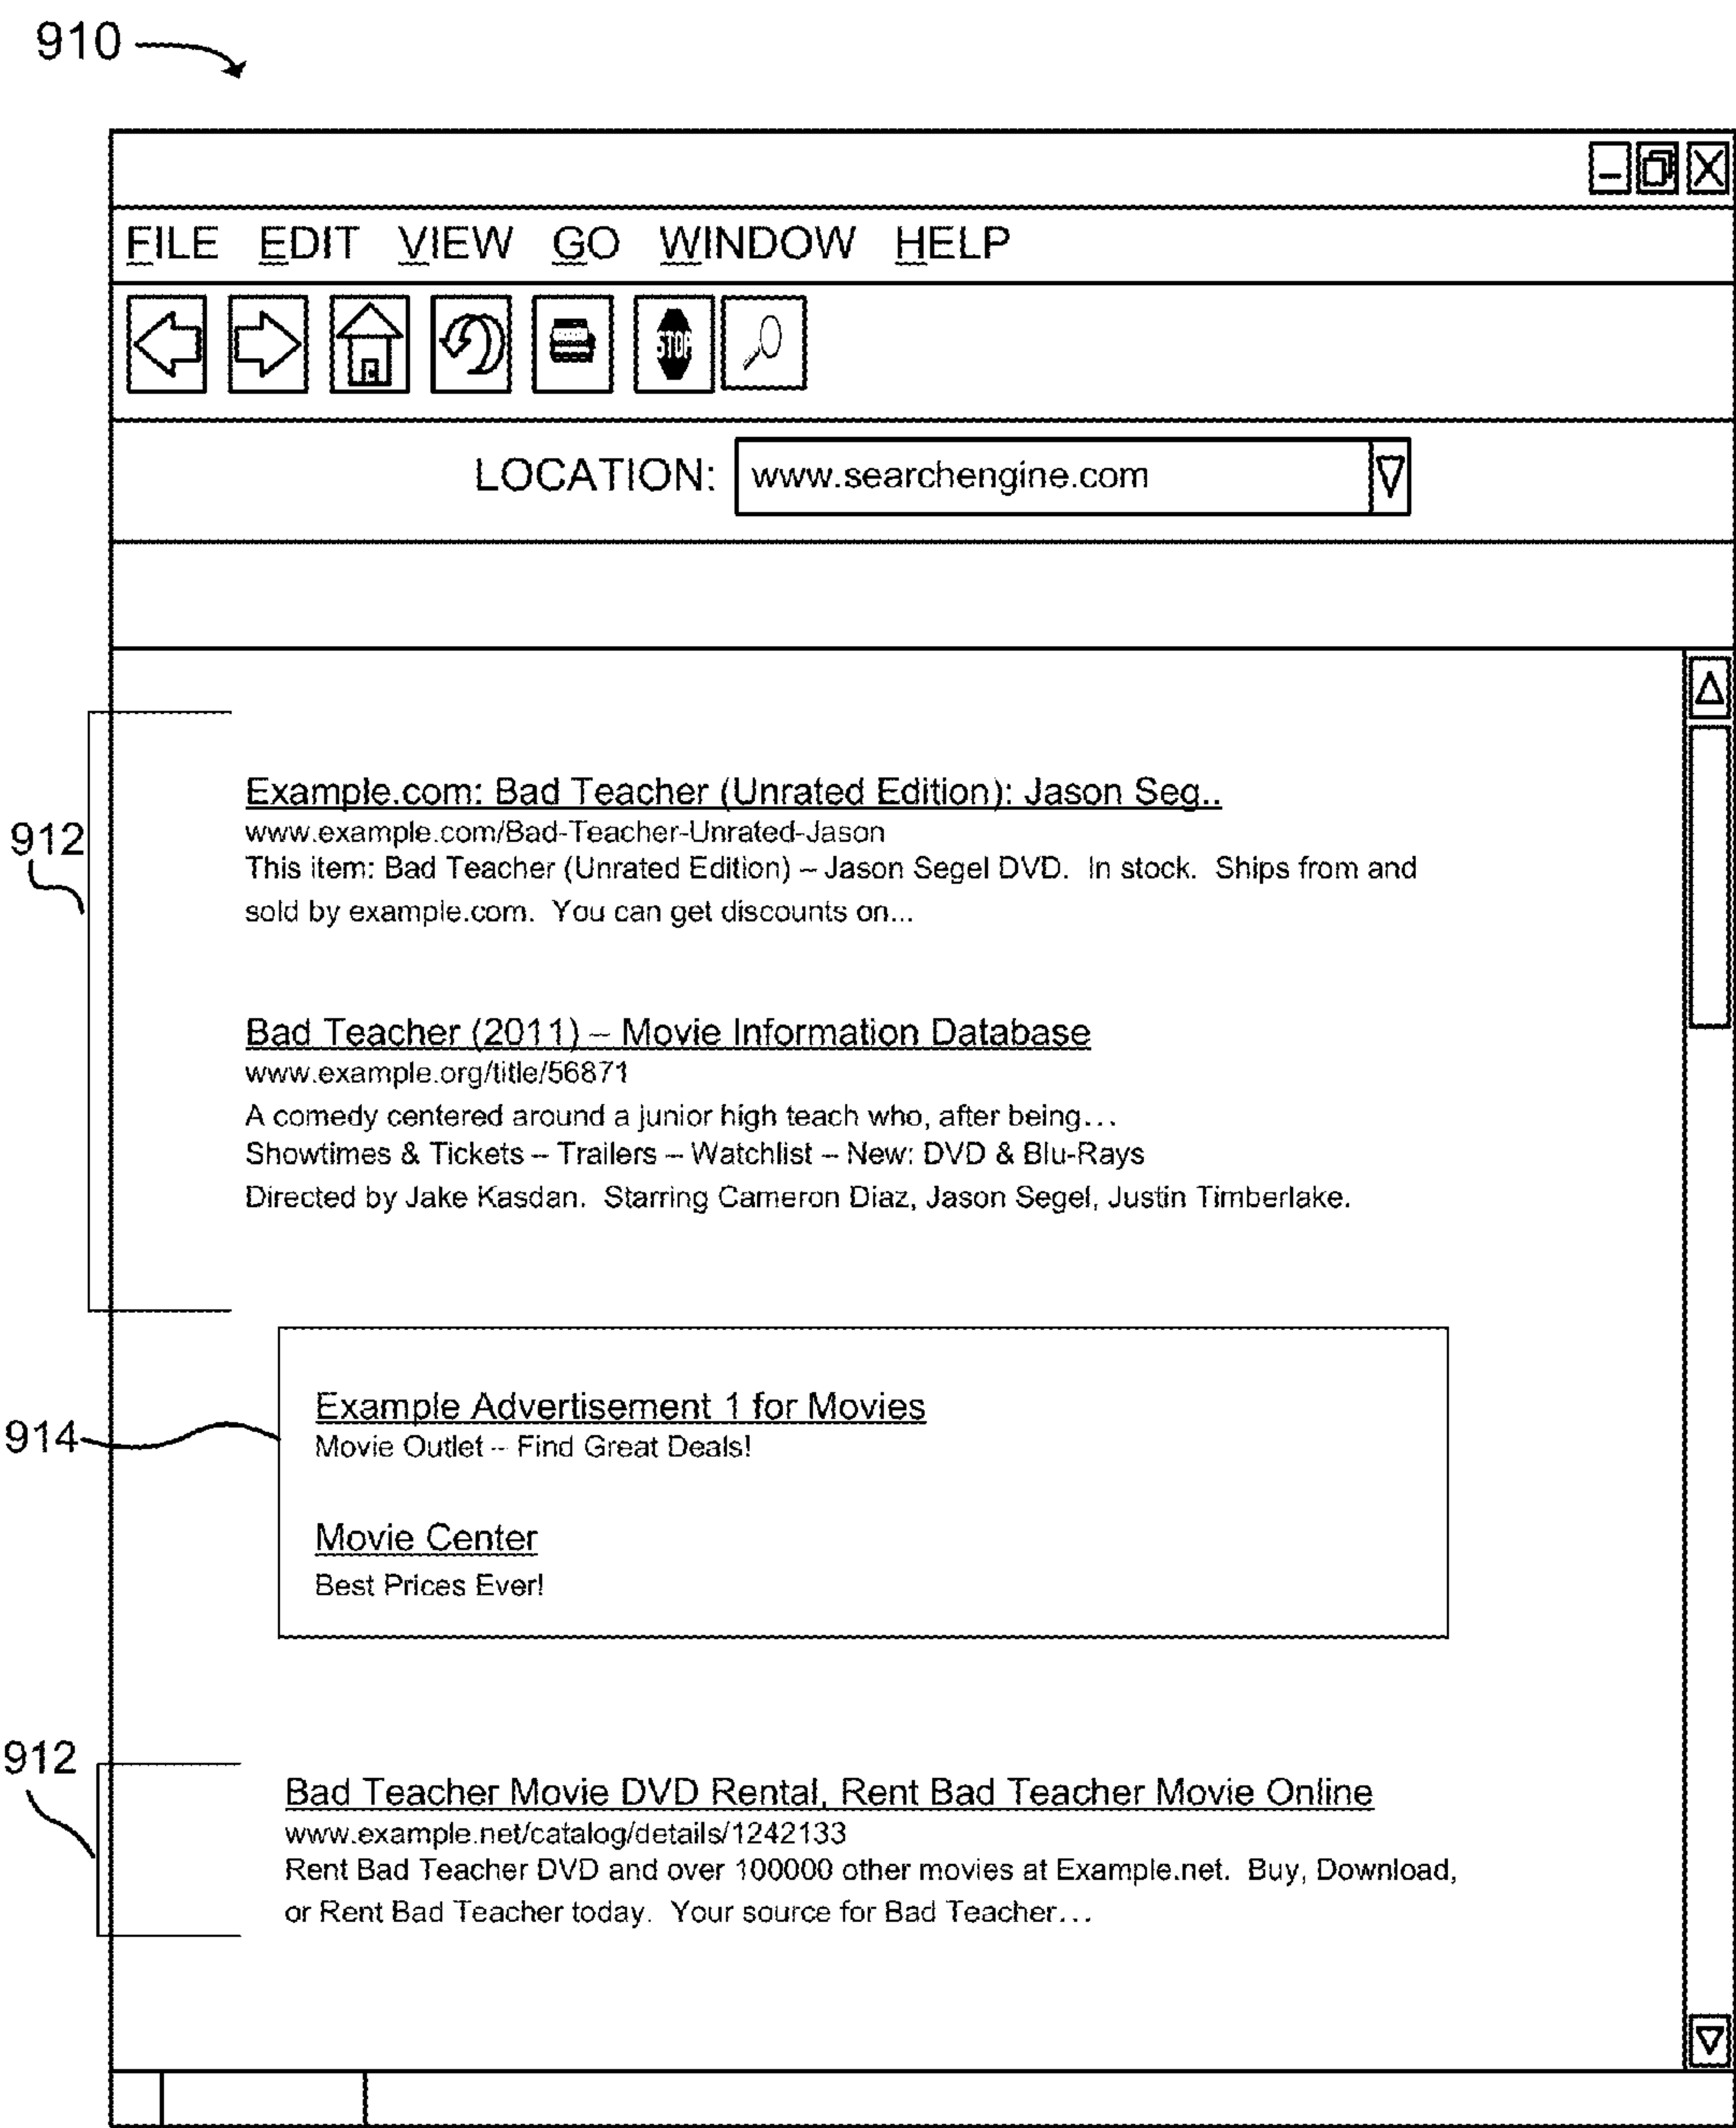 910
FILE EDIT VIEW GO WINDOW HELP
STOP
LOCATION: www.searchengine.com
912
Example.com: Bad Teacher (Unrated Edition): Jason Seg..
www.example.com/Bad-Teacher-Unrated-Jason
This item: Bad Teacher (Unrated Edition) – Jason Segel DVD. In stock. Ships from and
sold by example.com. You can get discounts on...
Bad Teacher (2011) – Movie Information Database
www.example.org/title/56871
A comedy centered around a junior high teach who, after being...
Showtimes & Tickets – Trailers – Watchlist – New: DVD & Blu-Rays
Directed by Jake Kasdan. Starring Cameron Diaz, Jason Segel, Justin Timberlake.
914
Example Advertisement 1 for Movies
Movie Outlet – Find Great Deals!
Movie Center
Best Prices Ever!
912
Bad Teacher Movie DVD Rental, Rent Bad Teacher Movie Online
www.example.net/catalog/details/1242133
Rent Bad Teacher DVD and over 100000 other movies at Example.net. Buy, Download,
or Rent Bad Teacher today. Your source for Bad Teacher...